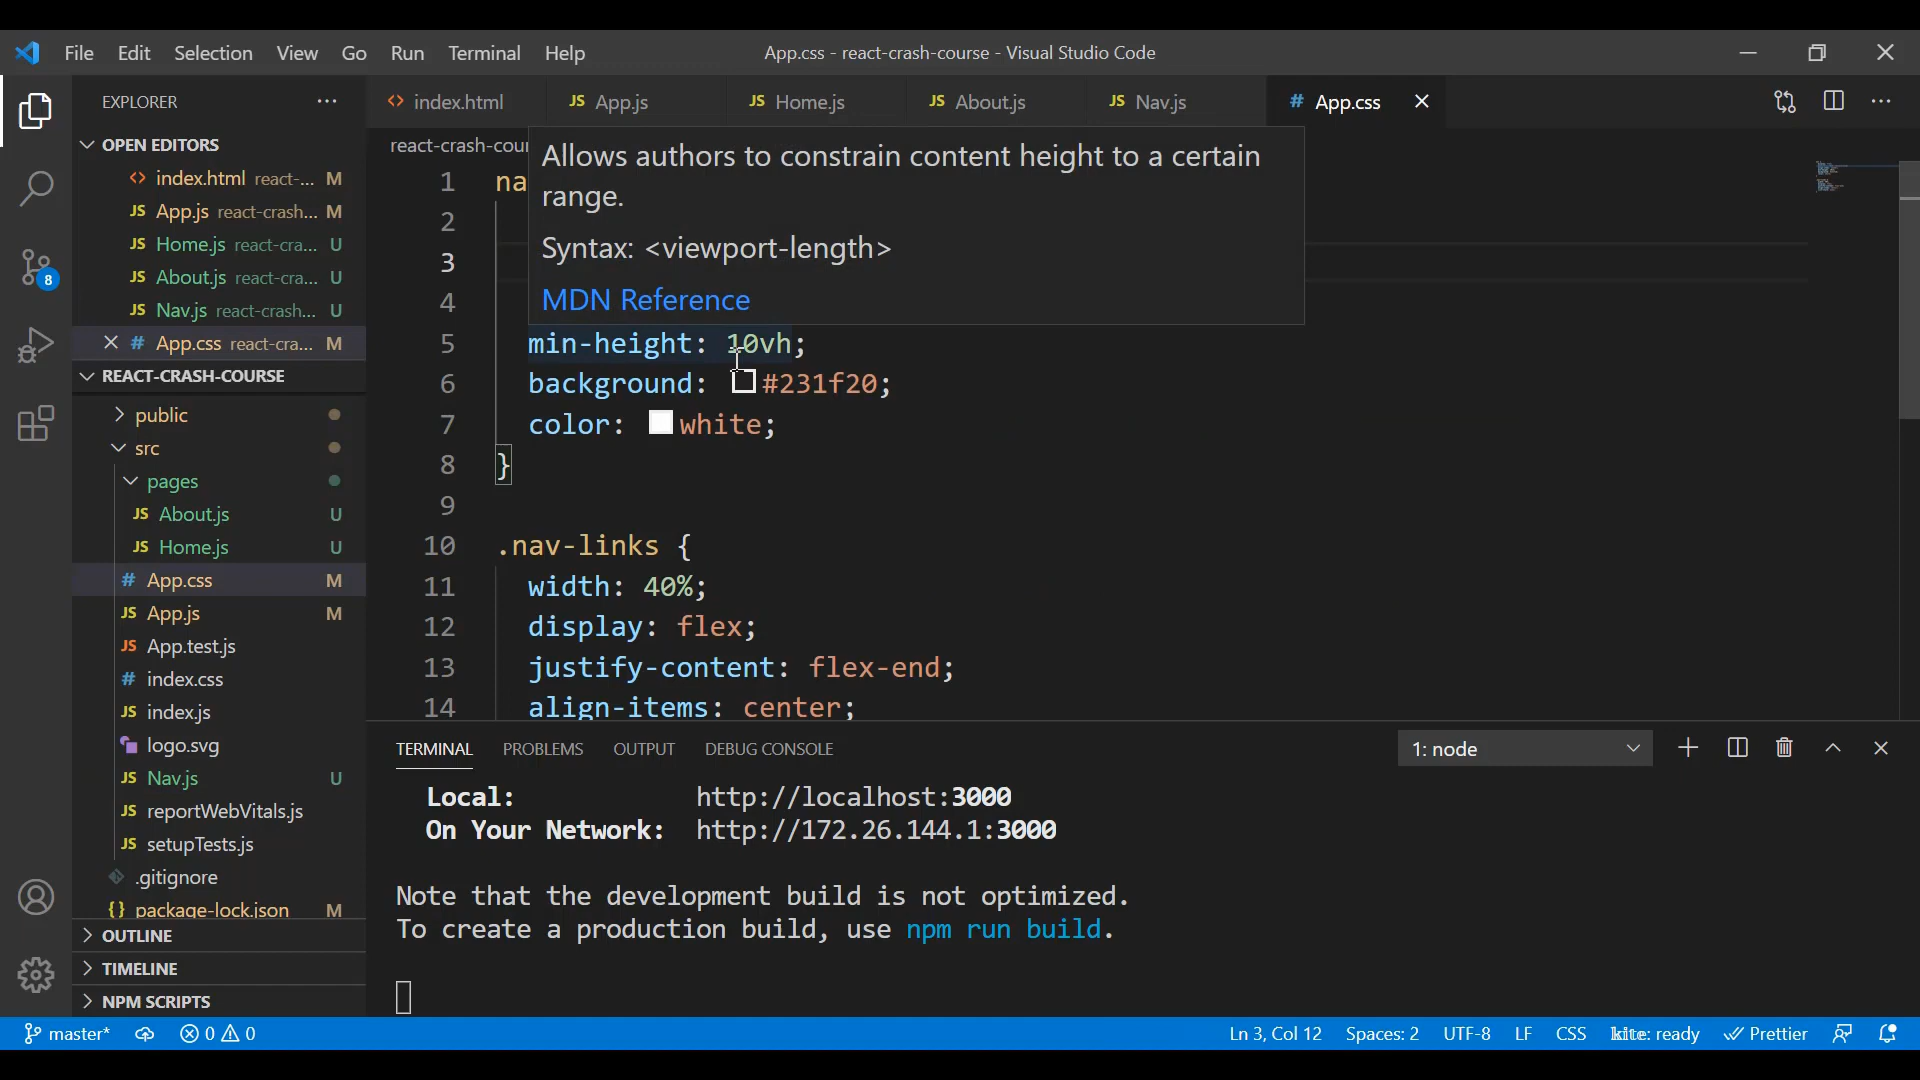 File Edit Selection View Go Run Terminal Help
App.css - react-crash-course - Visual Studio Code
EXPLORER
OPEN EDITORS
index.html react-... M
App.js react-crash... M
Home.js react-cra... U
About.js react-cra... U
Nav.js react-crash... U
App.css react-cra... M
REACT-CRASH-COURSE
public
src
pages
About.js U
Home.js U
App.css M
App.js M
App.test.js
index.css
index.js
logo.svg
Nav.js U
reportWebVitals.js
setupTests.js
.gitignore
package-lock.json M
OUTLINE
TIMELINE
NPM SCRIPTS
8
index.html
JS App.js
JS Home.js
JS About.js
JS Nav.js
# App.css
react-crash-cour
Allows authors to constrain content height to a certain
range.
Syntax: <viewport-length>
MDN Reference
1 na
2
3
4
5 min-height: 10vh;
6 background: #231f20;
7 color: white;
8 }
9
10 .nav-links {
11 width: 40%;
12 display: flex;
13 justify-content: flex-end;
14 align-items: center;
TERMINAL PROBLEMS OUTPUT DEBUG CONSOLE
1: node
Local: http://localhost:3000
On Your Network: http://172.26.144.1:3000
Note that the development build is not optimized.
To create a production build, use npm run build.
master*
0 0
Ln 3, Col 12
Spaces: 2
UTF-8
LF
CSS
kite: ready
Prettier